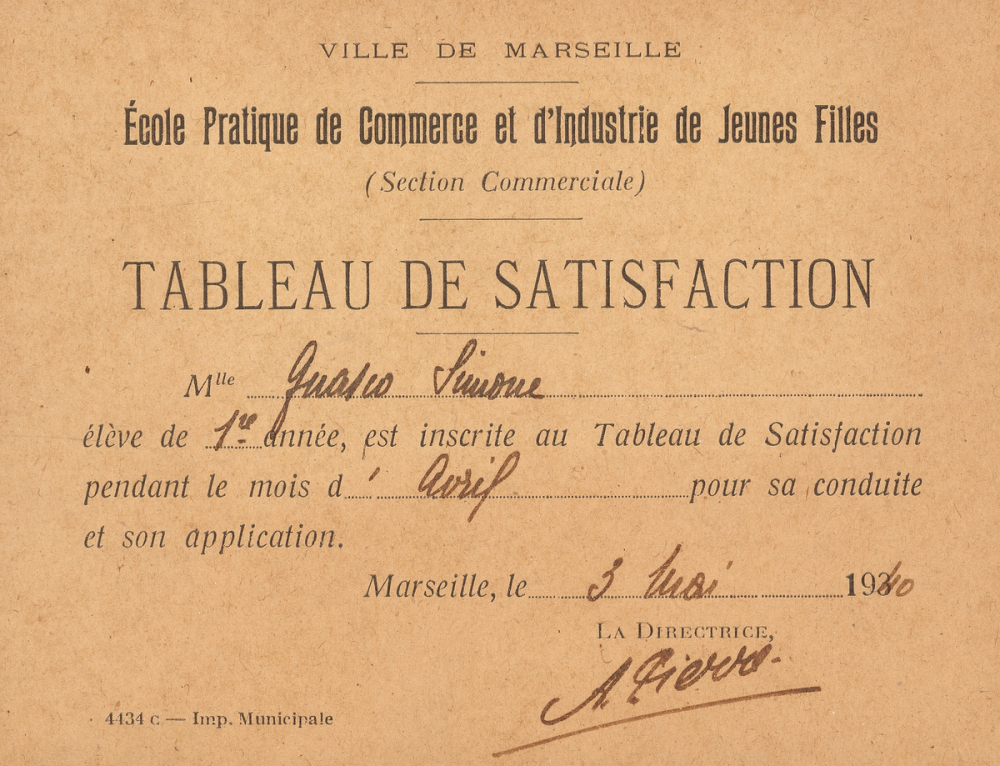 VILLE DE MARSEILLE
École Pratique de Commerce et d'Industrie de Jeunes Filles
(Section Commerciale)
TABLEAU DE SATISFACTION
Mlle Guasco Simone
élève de 1re année, est inscrite au Tableau de Satisfaction
pendant le mois d' Avril pour sa conduite
et son application.
Marseille, le 3 Mai 1940
LA DIRECTRICE,
A. Pierre
4434 c — Imp. Municipale